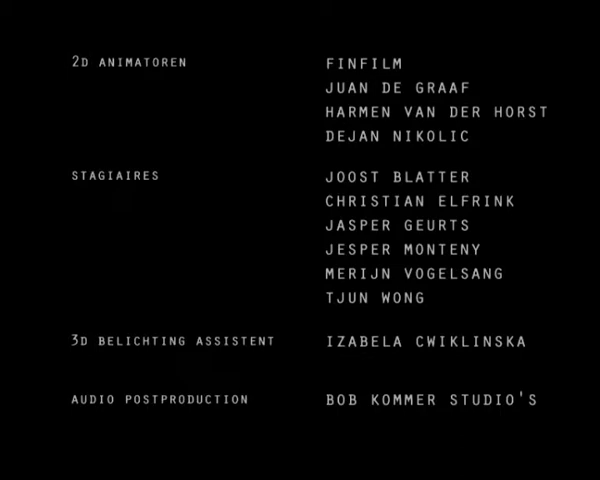 2D ANIMATOREN FINFILM
JUAN DE GRAAF
HARMEN VAN DER HORST
DEJAN NIKOLIC
STAGIAIRES JOOST BLATTER
CHRISTIAN ELFRINK
JASPER GEURTS
JESPER MONTENY
MERIJN VOGELSANG
TJUN WONG
3D BELICHTING ASSISTENT IZABELA CWIKLINSKA
AUDIO POSTPRODUCTION BOB KOMMER STUDIO'S